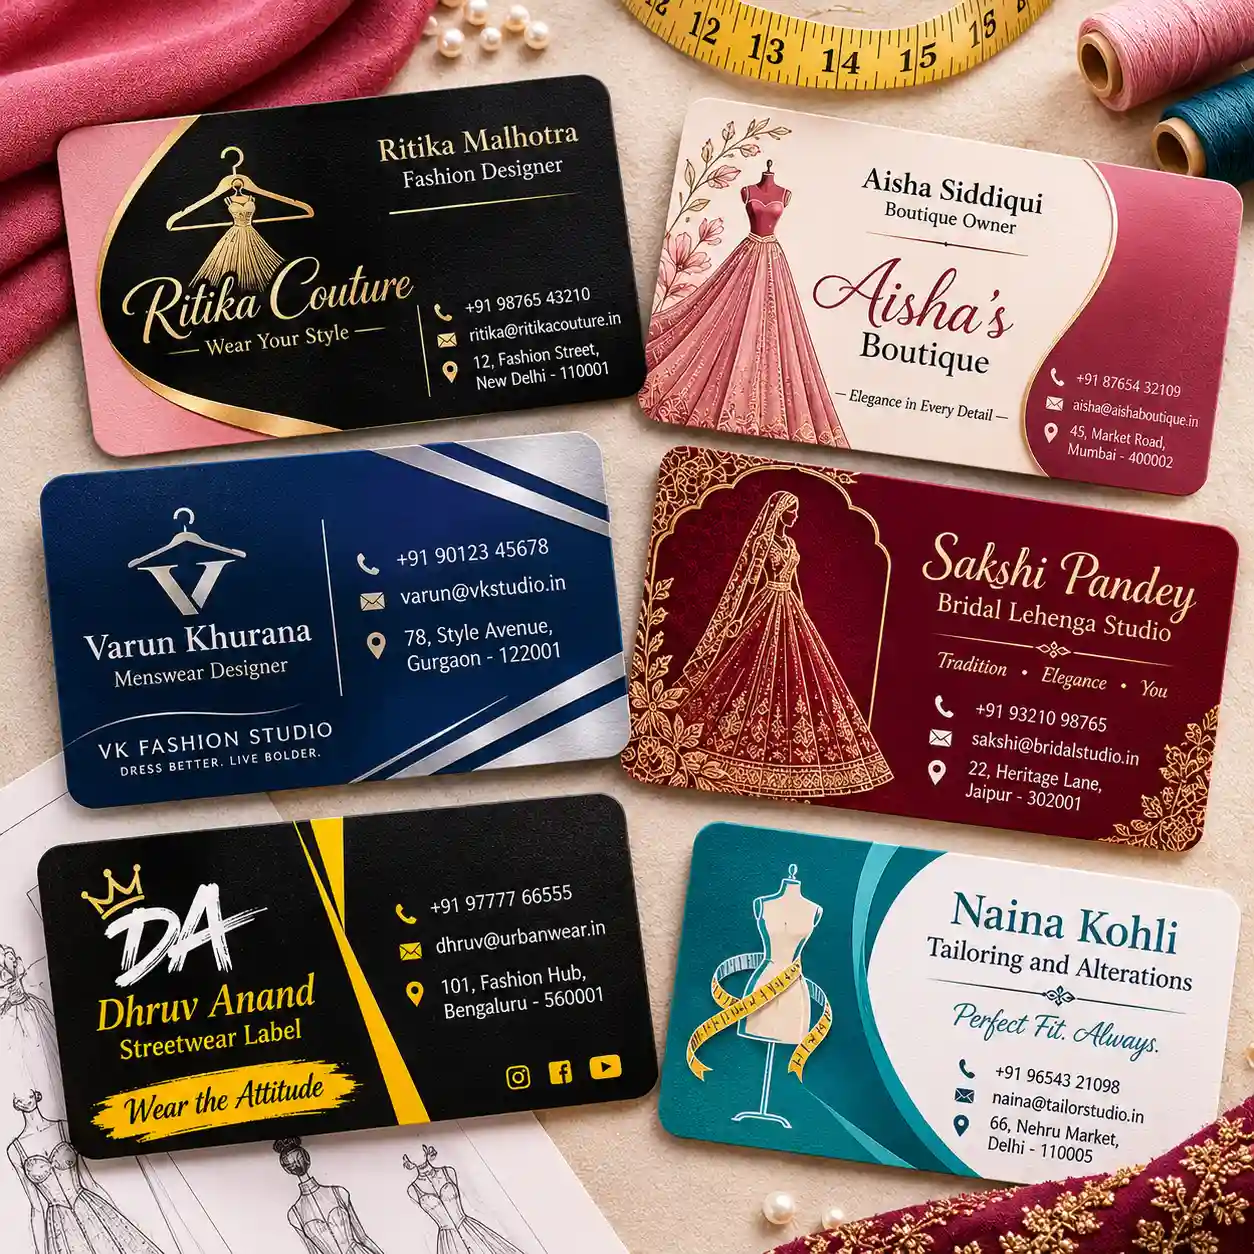 12 13 14 15 18
Ritika Malhotra
Fashion Designer
Ritika Couture
Wear Your Style
+91 98765 43210
ritika@ritikacouture.in
12, Fashion Street,
New Delhi - 110001
Aisha Siddiqui
Boutique Owner
Aisha's
Boutique
— Elegance in Every Detail —
+91 87654 32109
aisha@aishaboutique.in
45, Market Road,
Mumbai - 400002
V
Varun Khurana
Menswear Designer
VK FASHION STUDIO
DRESS BETTER. LIVE BOLDER.
+91 90123 45678
varun@vkstudio.in
78, Style Avenue,
Gurgaon - 122001
Sakshi Pandey
Bridal Lehenga Studio
Tradition • Elegance • You
+91 93210 98765
sakshi@bridalstudio.in
22, Heritage Lane,
Jaipur - 302001
DA
Dhruv Anand
Streetwear Label
Wear the Attitude
+91 97777 66555
dhruv@urbanwear.in
101, Fashion Hub,
Bengaluru - 560001
Naina Kohli
Tailoring and Alterations
Perfect Fit. Always.
+91 96543 21098
naina@tailorstudio.in
66, Nehru Market,
Delhi - 110005